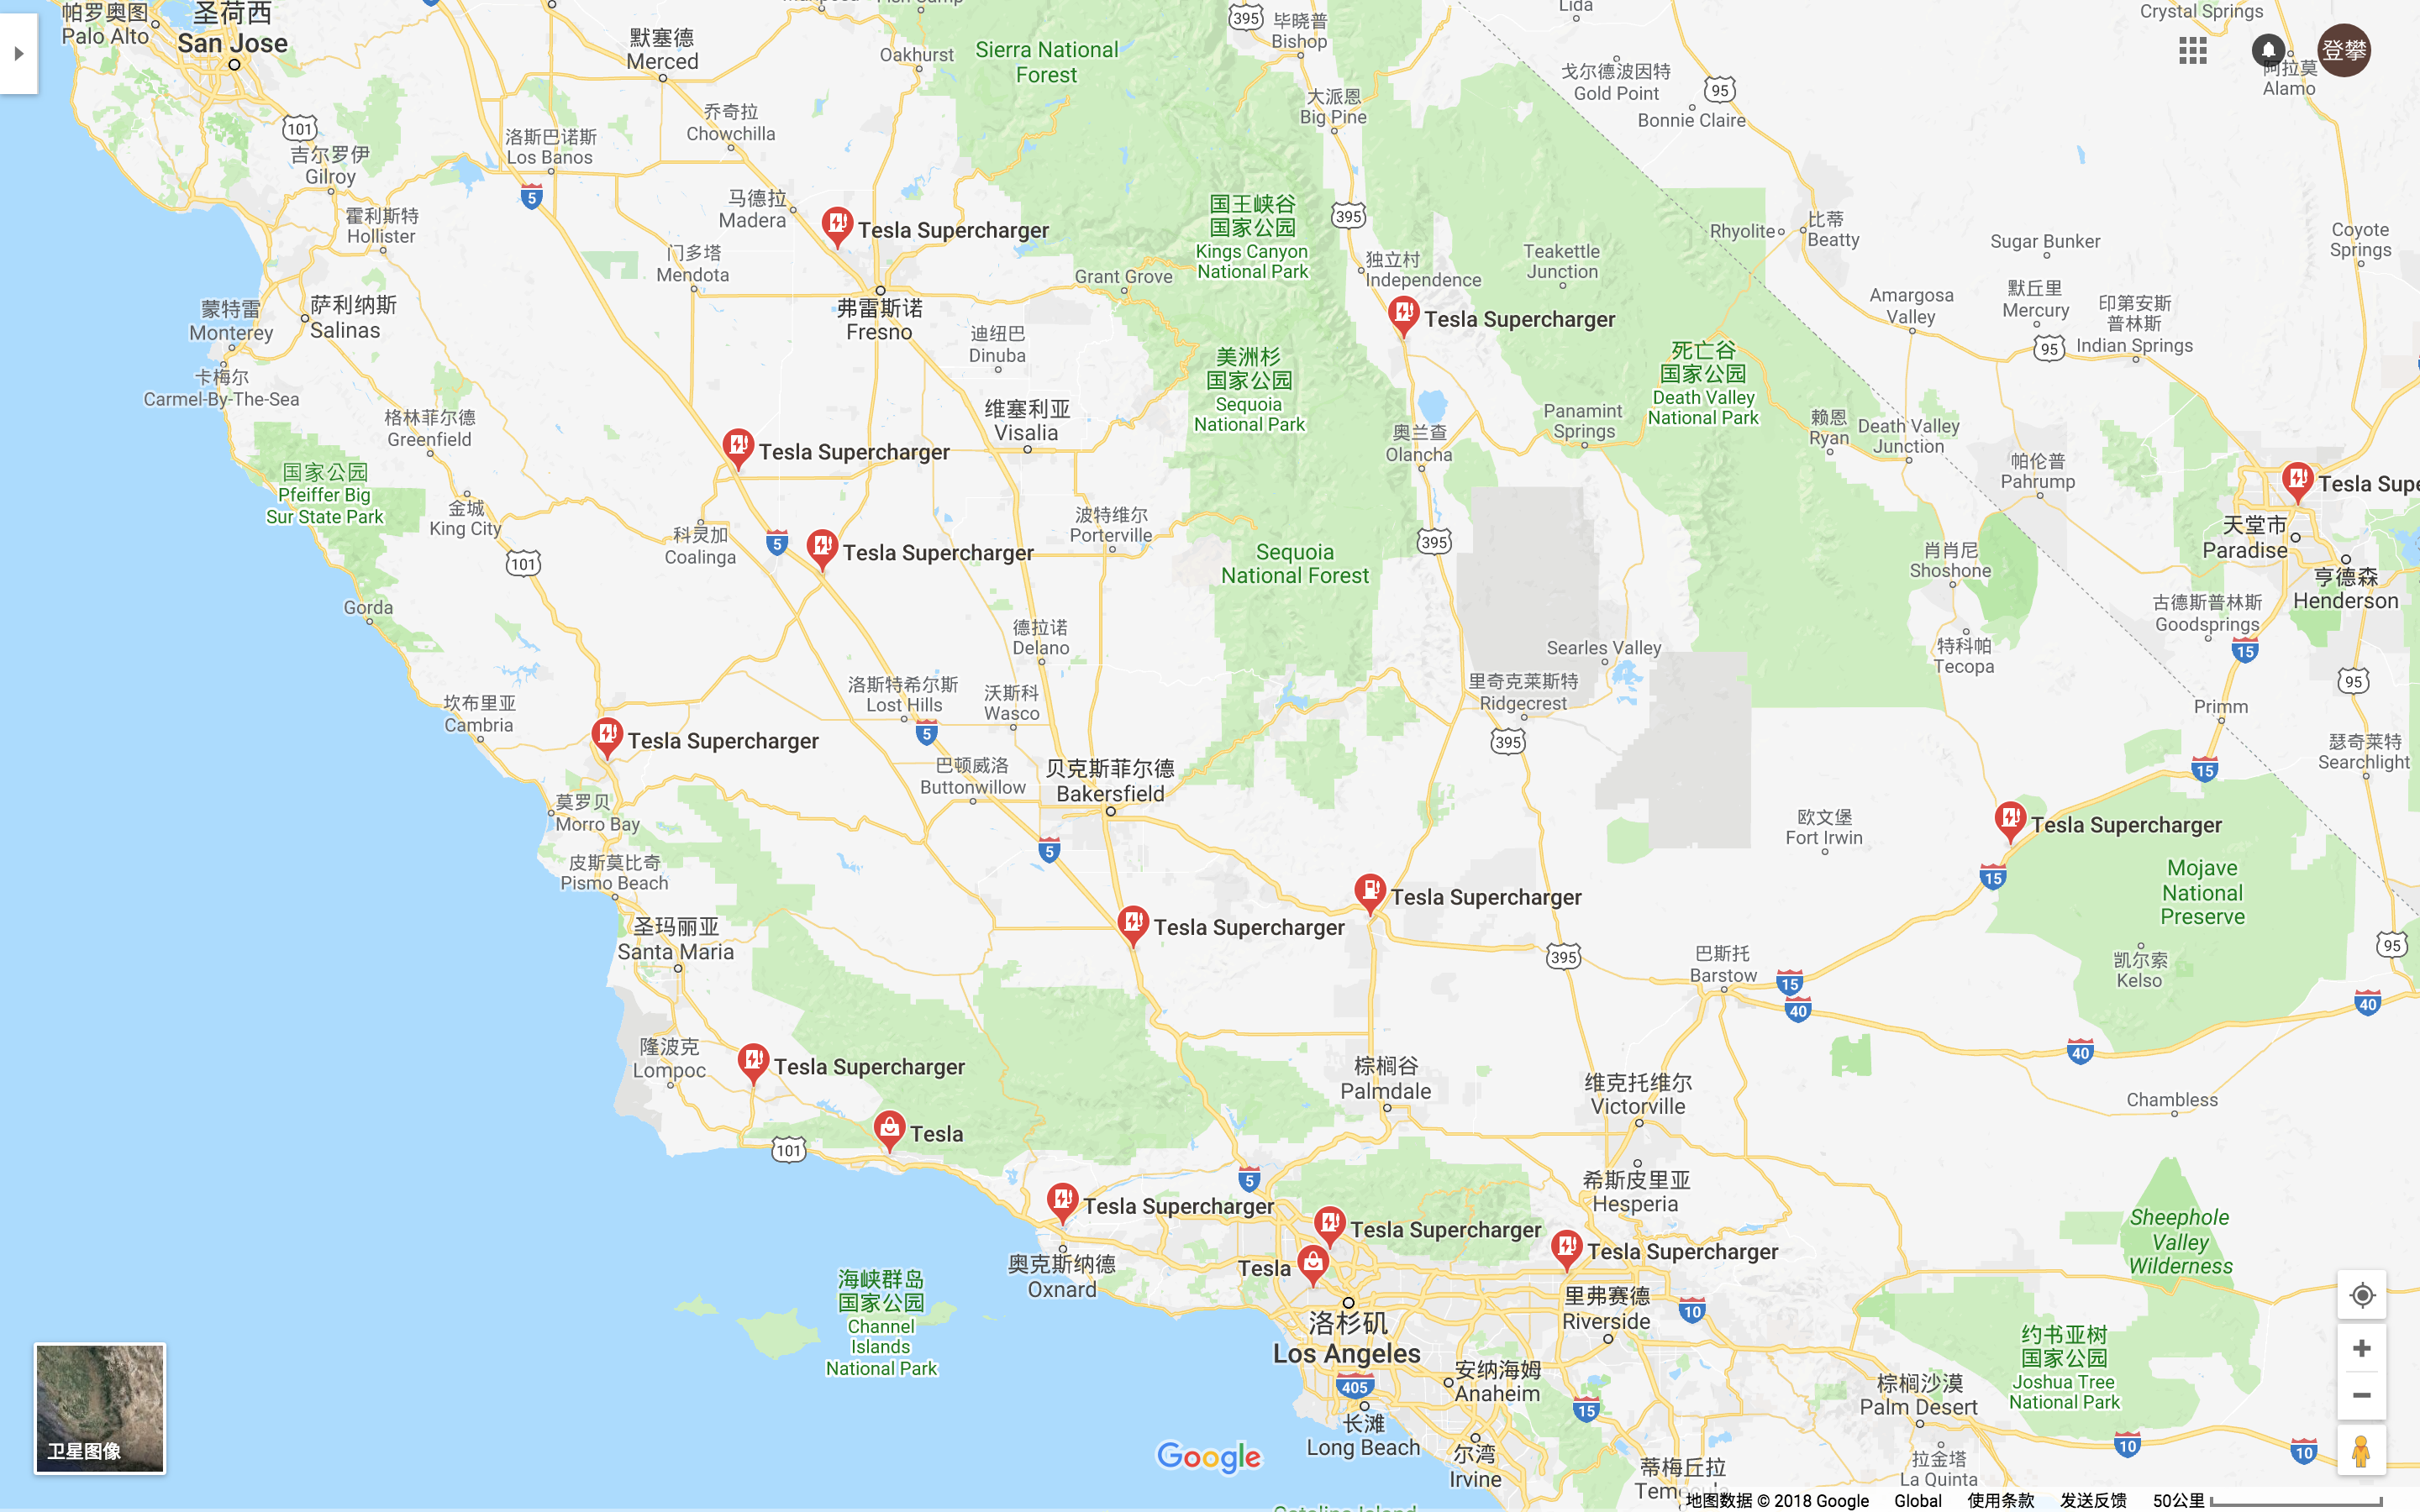 帕罗奥图
Palo Alto
圣荷西
San Jose
默塞德
Merced
Oakhurst
Sierra National
Forest
395
毕晓普
Bishop
Lida
Crystal Springs
登攀
阿拉莫
Alamo
戈尔德波因特
Gold Point
95
Bonnie Claire
大派恩
Big Pine
乔奇拉
Chowchilla
101
吉尔罗伊
Gilroy
洛斯巴诺斯
Los Banos
5
霍利斯特
Hollister
马德拉
Madera
Tesla Supercharger
国王峡谷
国家公园
Kings Canyon
National Park
395
Rhyolite
比蒂
Beatty
Sugar Bunker
Coyote
Springs
门多塔
Mendota
Grant Grove
独立村
Independence
Teakettle
Junction
蒙特雷
Monterey
萨利纳斯
Salinas
弗雷斯诺
Fresno
迪纽巴
Dinuba
Tesla Supercharger
Amargosa
Valley
默丘里
Mercury
印第安斯
普林斯
Indian Springs
95
卡梅尔
Carmel-By-The-Sea
美洲杉
国家公园
Sequoia
National Park
死亡谷
国家公园
Death Valley
National Park
格林菲尔德
Greenfield
维塞利亚
Visalia
Tesla Supercharger
奥兰查
Olancha
Panamint
Springs
赖恩
Ryan
Death Valley
Junction
帕伦普
Pahrump
国家公园
Pfeiffer Big
Sur State Park
金城
King City
科灵加
Coalinga
5
Tesla Supercharger
波特维尔
Porterville
Sequoia
National Forest
395
Tesla Supe
天堂市
Paradise
亨德森
Henderson
101
肖肖尼
Shoshone
古德斯普林斯
Goodsprings
15
Gorda
德拉诺
Delano
Searles Valley
特科帕
Tecopa
95
坎布里亚
Cambria
洛斯特希尔斯
Lost Hills
沃斯科
Wasco
5
里奇克莱斯特
Ridgecrest
395
Primm
15
瑟奇莱特
Searchlight
Tesla Supercharger
巴顿威洛
Buttonwillow
贝克斯菲尔德
Bakersfield
莫罗贝
Morro Bay
欧文堡
Fort Irwin
Tesla Supercharger
5
15
皮斯莫比奇
Pismo Beach
Mojave
National
Preserve
圣玛丽亚
Santa Maria
Tesla Supercharger
Tesla Supercharger
395
巴斯托
Barstow
15
40
凯尔索
Kelso
95
40
40
隆波克
Lompoc
Tesla Supercharger
棕榈谷
Palmdale
维克托维尔
Victorville
Chambless
Tesla
101
5
希斯皮里亚
Hesperia
Tesla Supercharger
Tesla Supercharger
Tesla Supercharger
Tesla
Sheephole
Valley
Wilderness
奥克斯纳德
Oxnard
海峡群岛
国家公园
Channel
Islands
National Park
洛杉矶
Los Angeles
里弗赛德
Riverside
10
405
安纳海姆
Anaheim
15
约书亚树
国家公园
Joshua Tree
National Park
棕榈沙漠
Palm Desert
长滩
Long Beach
尔湾
Irvine
10
10
拉金塔
La Quinta
蒂梅丘拉
卫星图像
Google
地图数据 © 2018 Google Global 使用条款 发送反馈 50公里